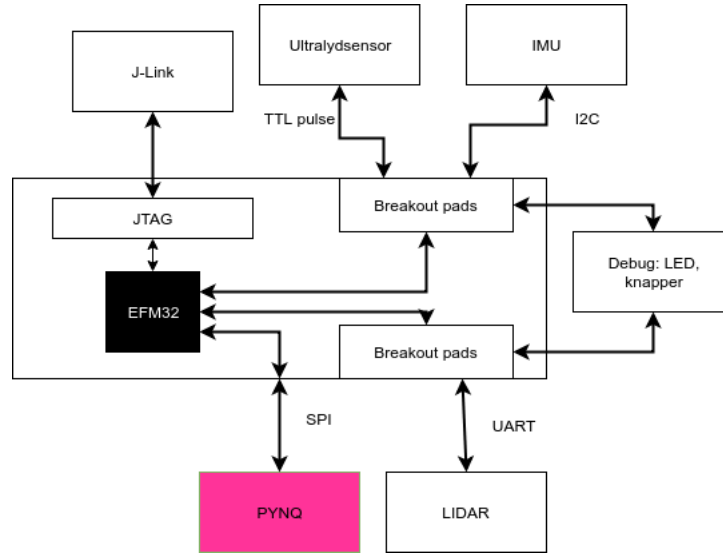 Ultralydsensor
IMU
J-Link
TTL pulse
I2C
Breakout pads
JTAG
Debug: LED,
knapper
EFM32
Breakout pads
SPI
UART
PYNQ
LIDAR